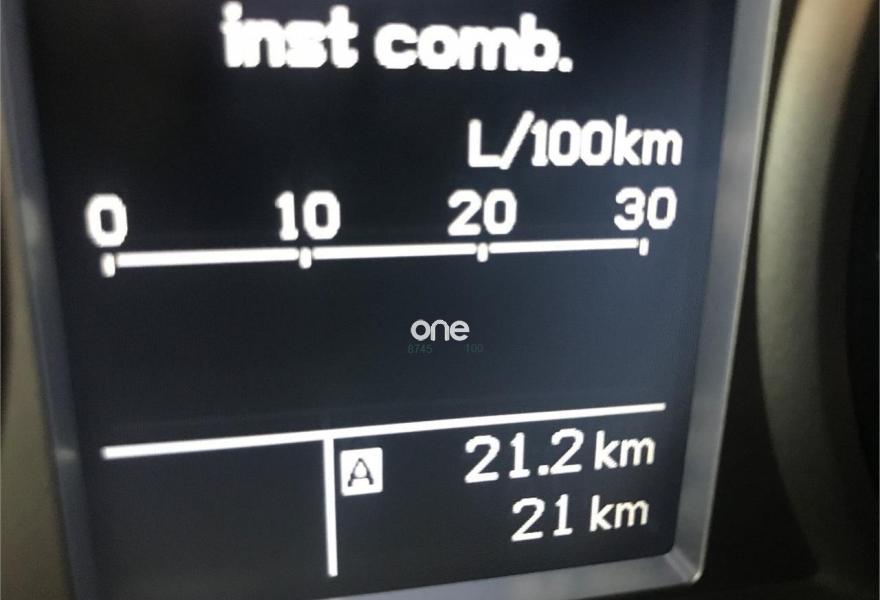 inst comb.
L/100km
0 10 20 30
one
8745 100
A 21.2 km
21 km